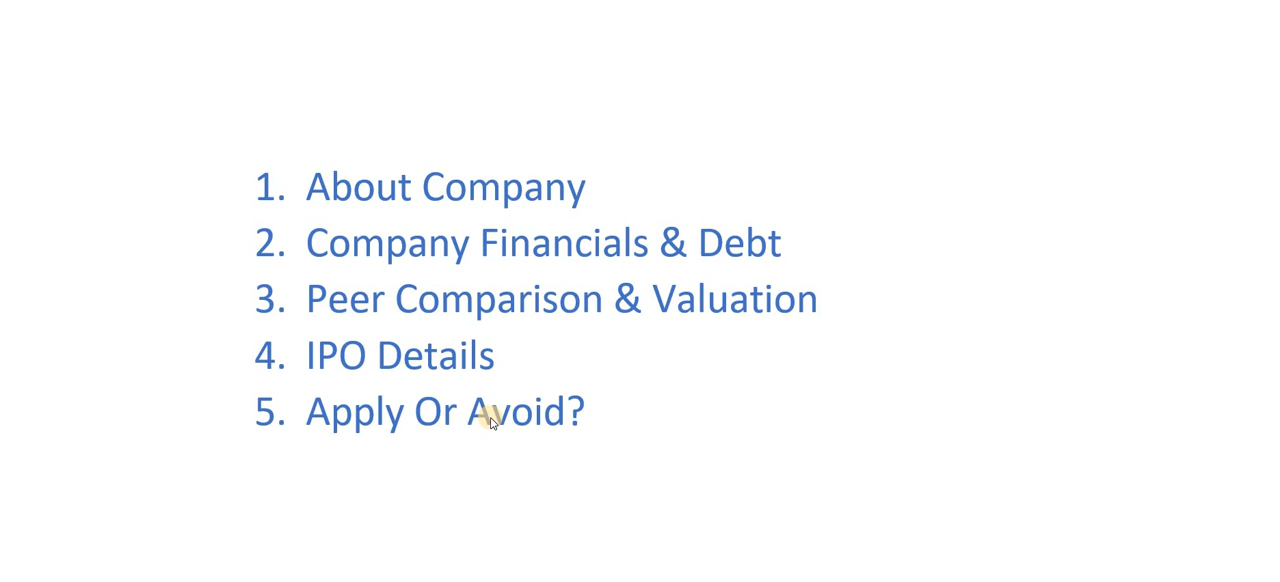 1. About Company
2. Company Financials & Debt
3. Peer Comparison & Valuation
4. IPO Details
5. Apply Or Avoid?